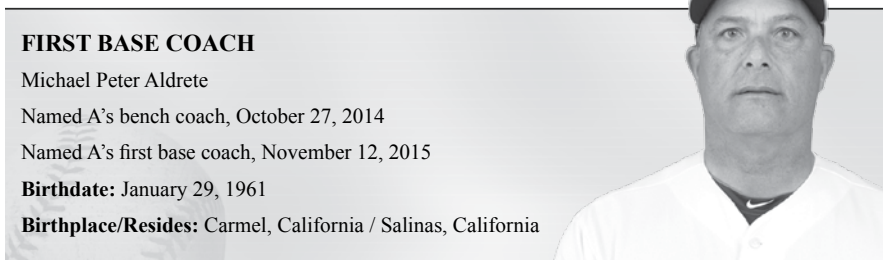 FIRST BASE COACH
Michael Peter Aldrete
Named A’s bench coach, October 27, 2014
Named A’s first base coach, November 12, 2015
Birthdate: January 29, 1961
Birthplace/Resides: Carmel, California / Salinas, California